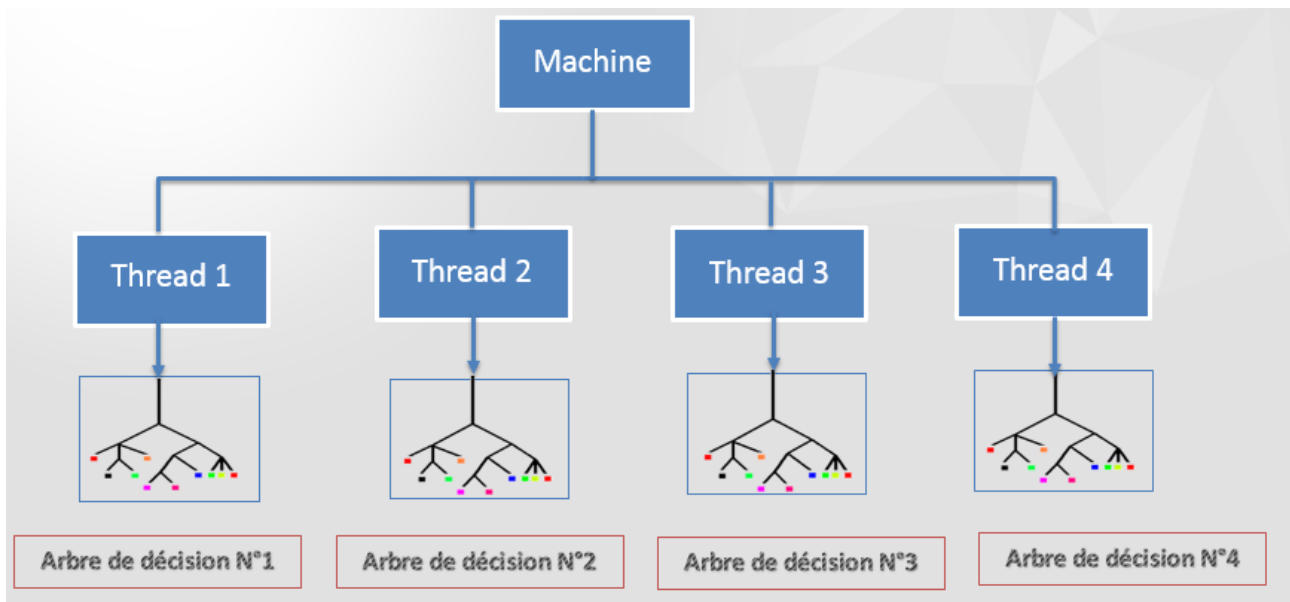 Machine
Thread 1
Thread 2
Thread 3
Thread 4
Arbre de décision N°1
Arbre de décision N°2
Arbre de décision N°3
Arbre de décision N°4